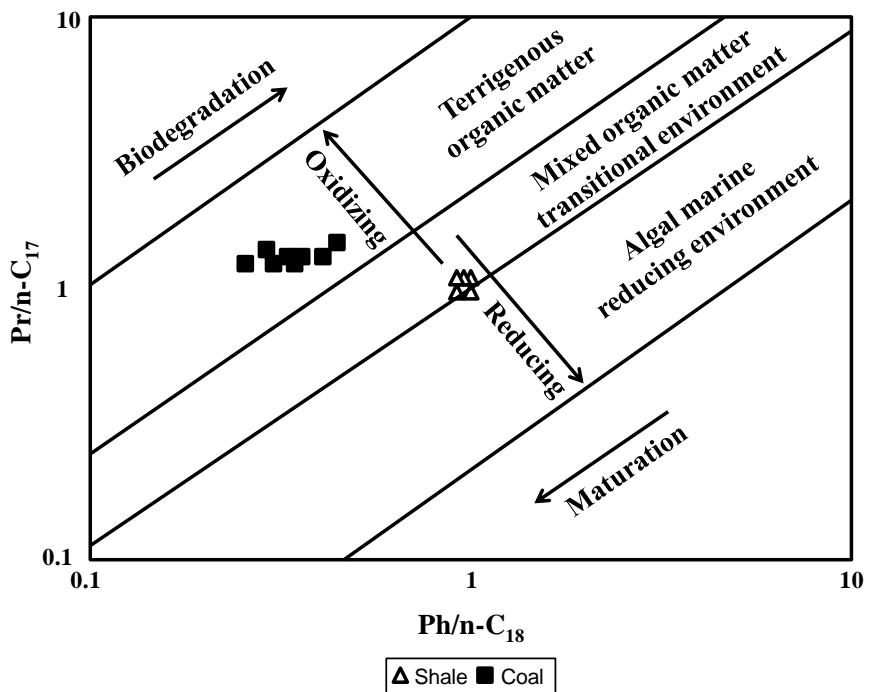 10
1
0.1
Pr/n-C₁₇
Biodegradation
Oxidizing
Terrigenous
organic matter
Mixed organic matter
transitional environment
Algal marine
reducing environment
Reducing
Maturation
0.1
1
10
Ph/n-C₁₈
Shale
Coal